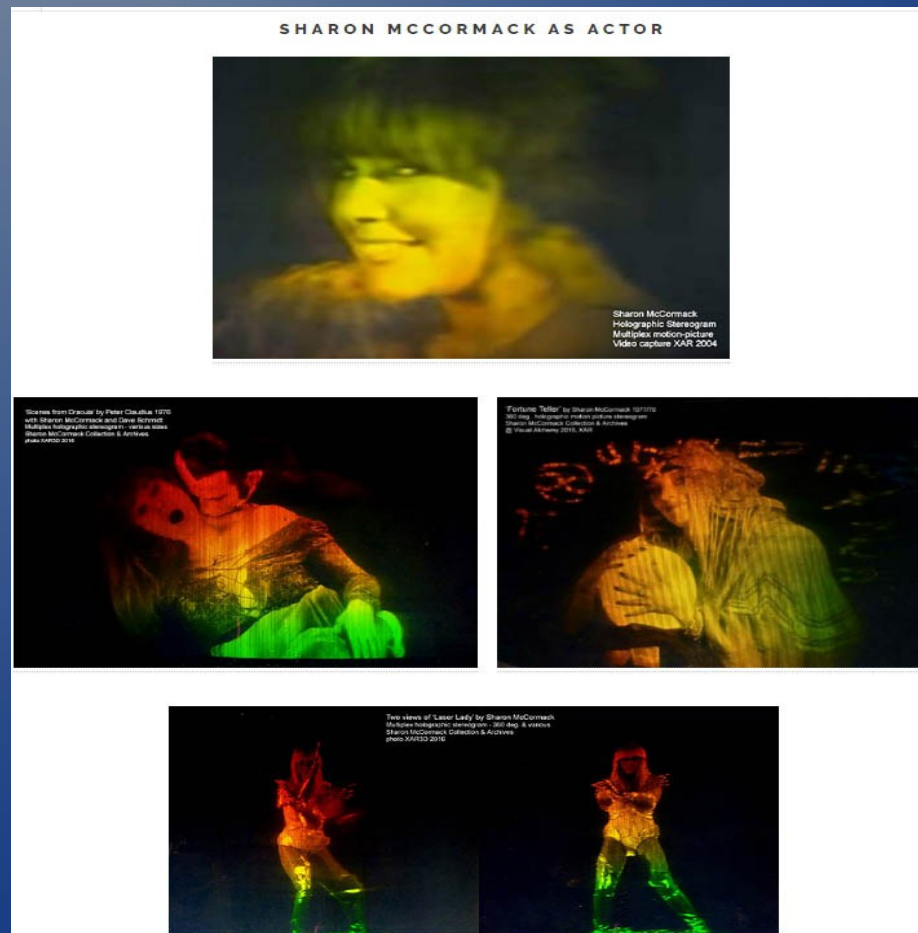 SHARON MCCORMACK AS ACTOR
Sharon McCormack
Holographic Stereogram
Multiplex motion-picture
Video capture XAR 2004
'Scenes from Dracula' by Peter Claudius 1976
with Sharon McCormack and Dave Schmidt
Multiplex holographic stereogram - various sizes
Sharon McCormack Collection & Archives
photo XAR3D 2016
'Fortune Teller' by Sharon McCormack 1977/78
360 deg. holographic motion picture stereogram
Sharon McCormack Collection & Archives
@ Visual Alchemy 2015, XAR
Two views of 'Laser Lady' by Sharon McCormack
Multiplex holographic stereogram - 360 deg. & various
Sharon McCormack Collection & Archives
photo XAR3D 2016